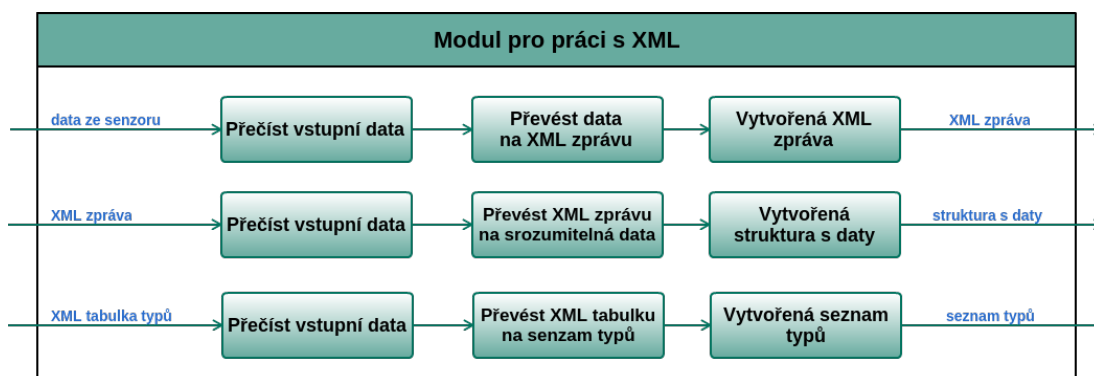 Modul pro práci s XML
data ze senzoru
Přečíst vstupní data
Převést data
na XML zprávu
Vytvořená XML
zpráva
XML zpráva
XML zpráva
Přečíst vstupní data
Převést XML zprávu
na srozumitelná data
Vytvořená
struktura s daty
struktura s daty
XML tabulka typů
Přečíst vstupní data
Převést XML tabulku
na senzam typů
Vytvořená seznam
typů
seznam typů